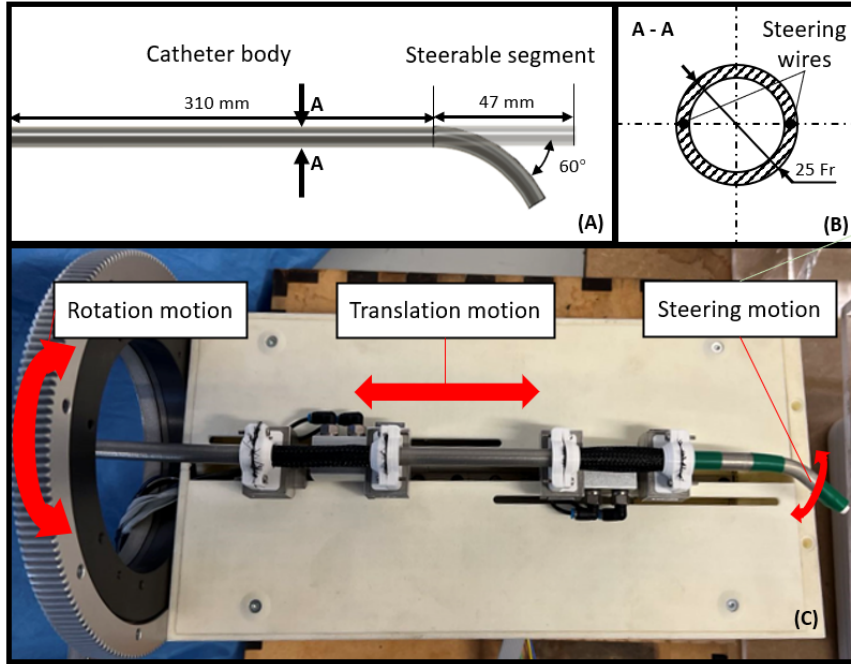 Catheter body
Steerable segment
310 mm
A
47 mm
A
60°
(A)
A - A
Steering
wires
25 Fr
(B)
Rotation motion
Translation motion
Steering motion
(C)